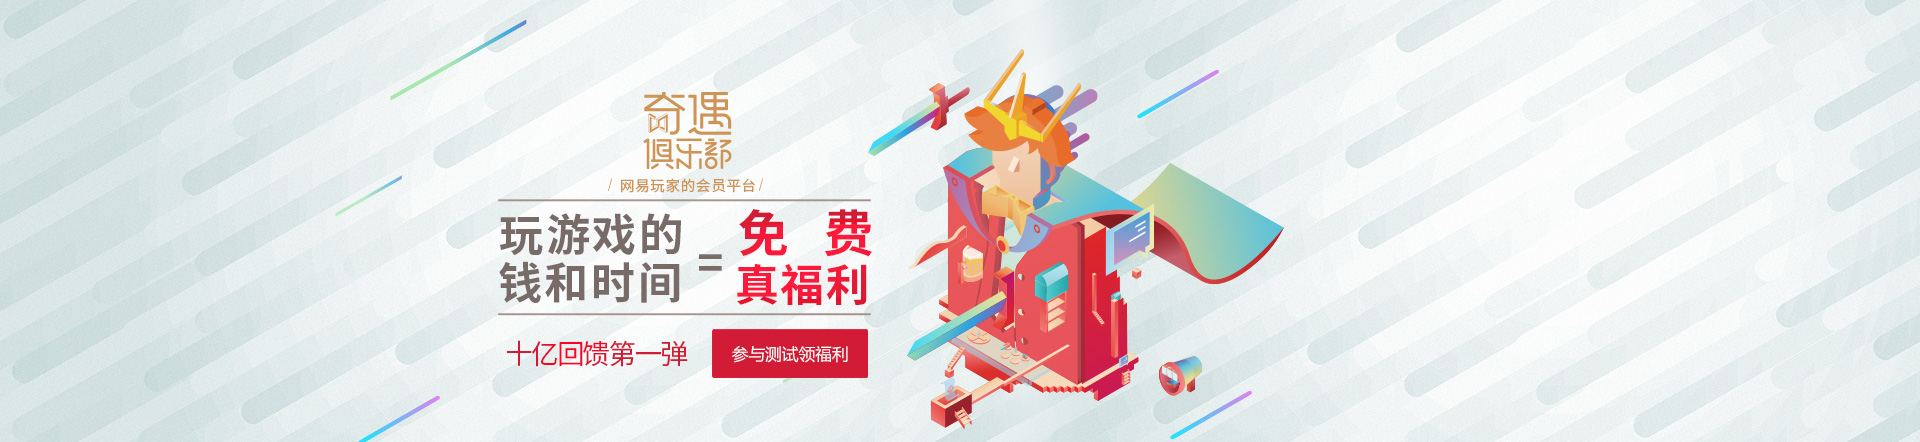 奇遇
俱乐部
/ 网易玩家的会员平台 /
玩游戏的
钱和时间
=
免 费
真福利
十亿回馈第一弹
参与测试领福利